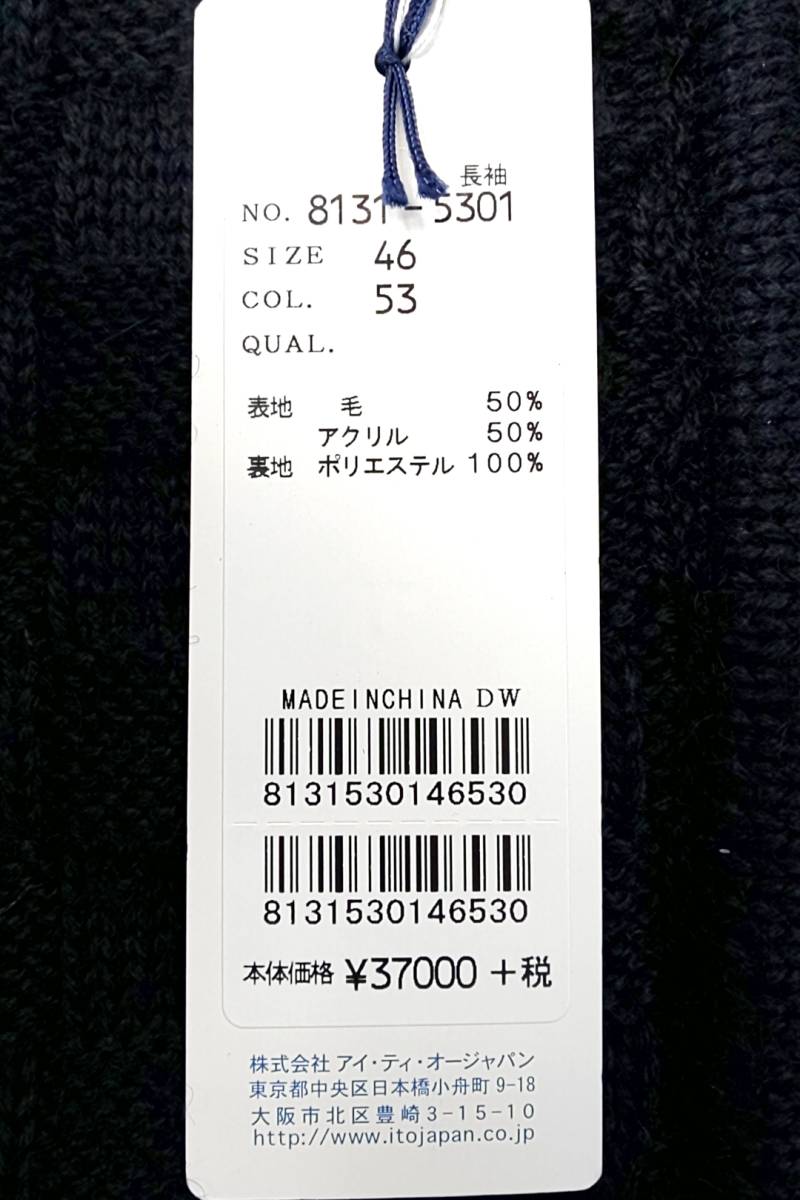 長袖
NO. 8131-5301
SIZE 46
COL. 53
QUAL.
表地 毛 50%
アクリル 50%
裏地 ポリエステル 100%
MADEINCHINA DW
8131530146530
8131530146530
本体価格 ¥37000 +税
株式会社 アイ・ティ・オージャパン
東京都中央区日本橋小舟町 9-18
大阪市北区豊崎3-15-10
http://www.itojapan.co.jp